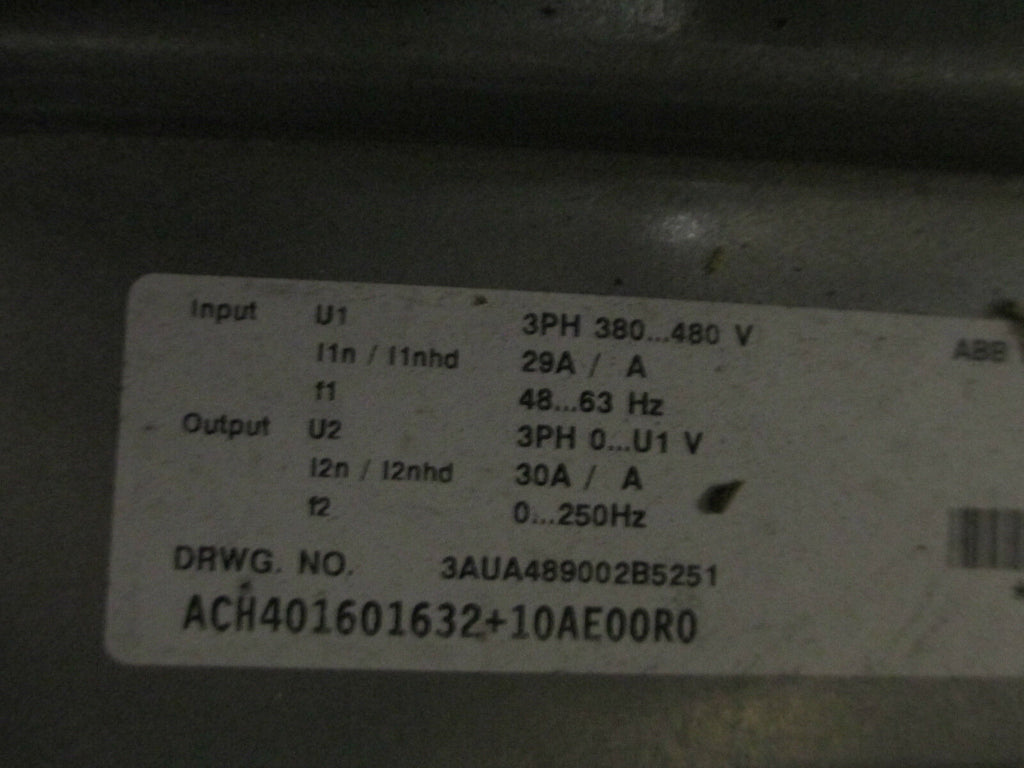 Input U1 3PH 380...480 V ABB
I1n / I1nhd 29A / A
f1 48...63 Hz
Output U2 3PH 0...U1 V
I2n / I2nhd 30A / A
f2 0...250Hz
DRWG. NO. 3AUA489002B5251
ACH401601632+10AE00R0